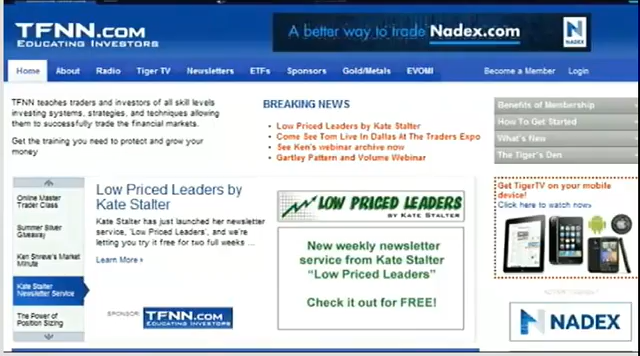 TFNN.COM
EDUCATING INVESTORS
A better way to trade Nadex.com
NADEX
Home About Radio Tiger TV Newsletters ETFs Sponsors Gold/Metals EVOMI Become a Member Login
TFNN teaches traders and investors of all skill levels
investing systems, strategies, and techniques allowing
them to successfully trade the financial markets.
Get the training you need to protect and grow your
money
BREAKING NEWS
Low Priced Leaders by Kate Stalter
Come See Tom Live In Dallas At The Traders Expo
See Ken's webinar archive now
Gartley Pattern and Volume Webinar
Benefits of Membership
How To Get Started
What's New
The Tiger's Den
Online Master
Trader Class
Summer Silver
Giveaway
Ken Shreve's Market
Minute
Kate Stalter
Newsletter Service
The Power of
Position Sizing
Low Priced Leaders by
Kate Stalter
Kate Stalter has just launched her newsletter
service, 'Low Priced Leaders', and we're
letting you try it free for two full weeks ...
Learn More
SPONSOR:
TFNN.COM
EDUCATING INVESTORS
LOW PRICED LEADERS
BY KATE STALTER
New weekly newsletter
service from Kate Stalter
"Low Priced Leaders"
Check it out for FREE!
Get TigerTV on your mobile
device!
Click here to watch now
NADEX